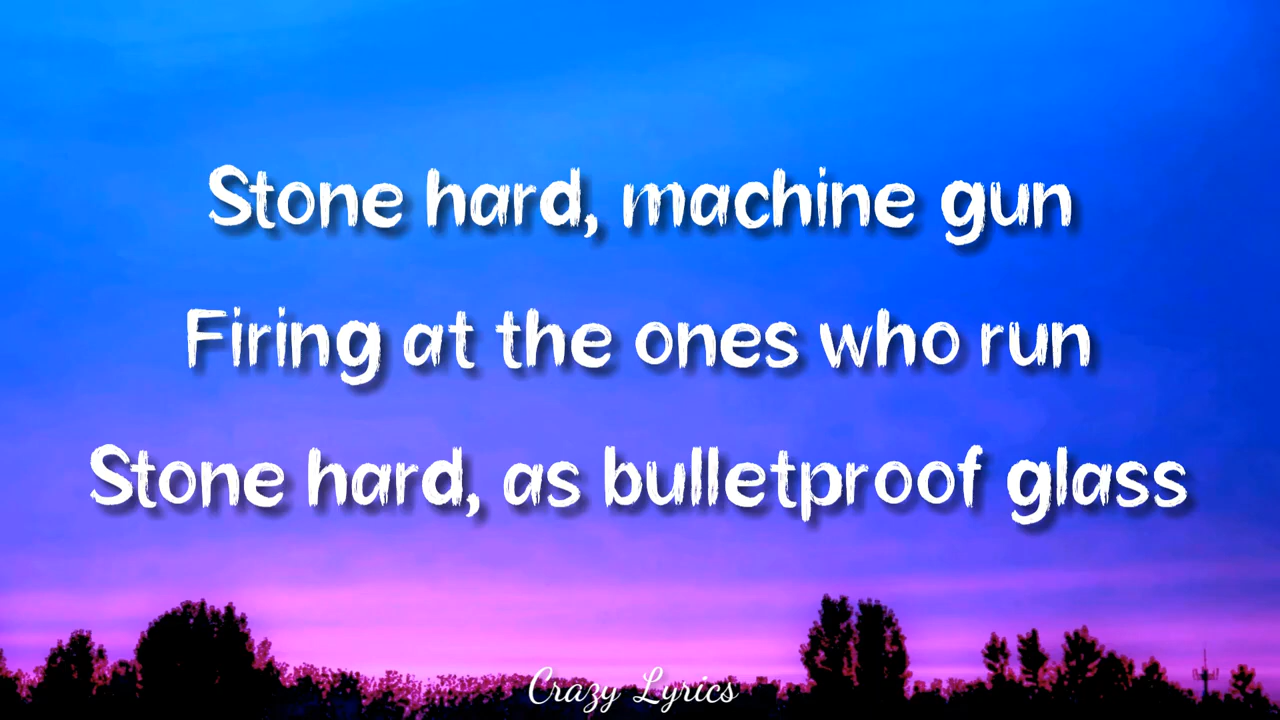 Stone hard, machine gun
Firing at the ones who run
Stone hard, as bulletproof glass
Crazy Lyrics